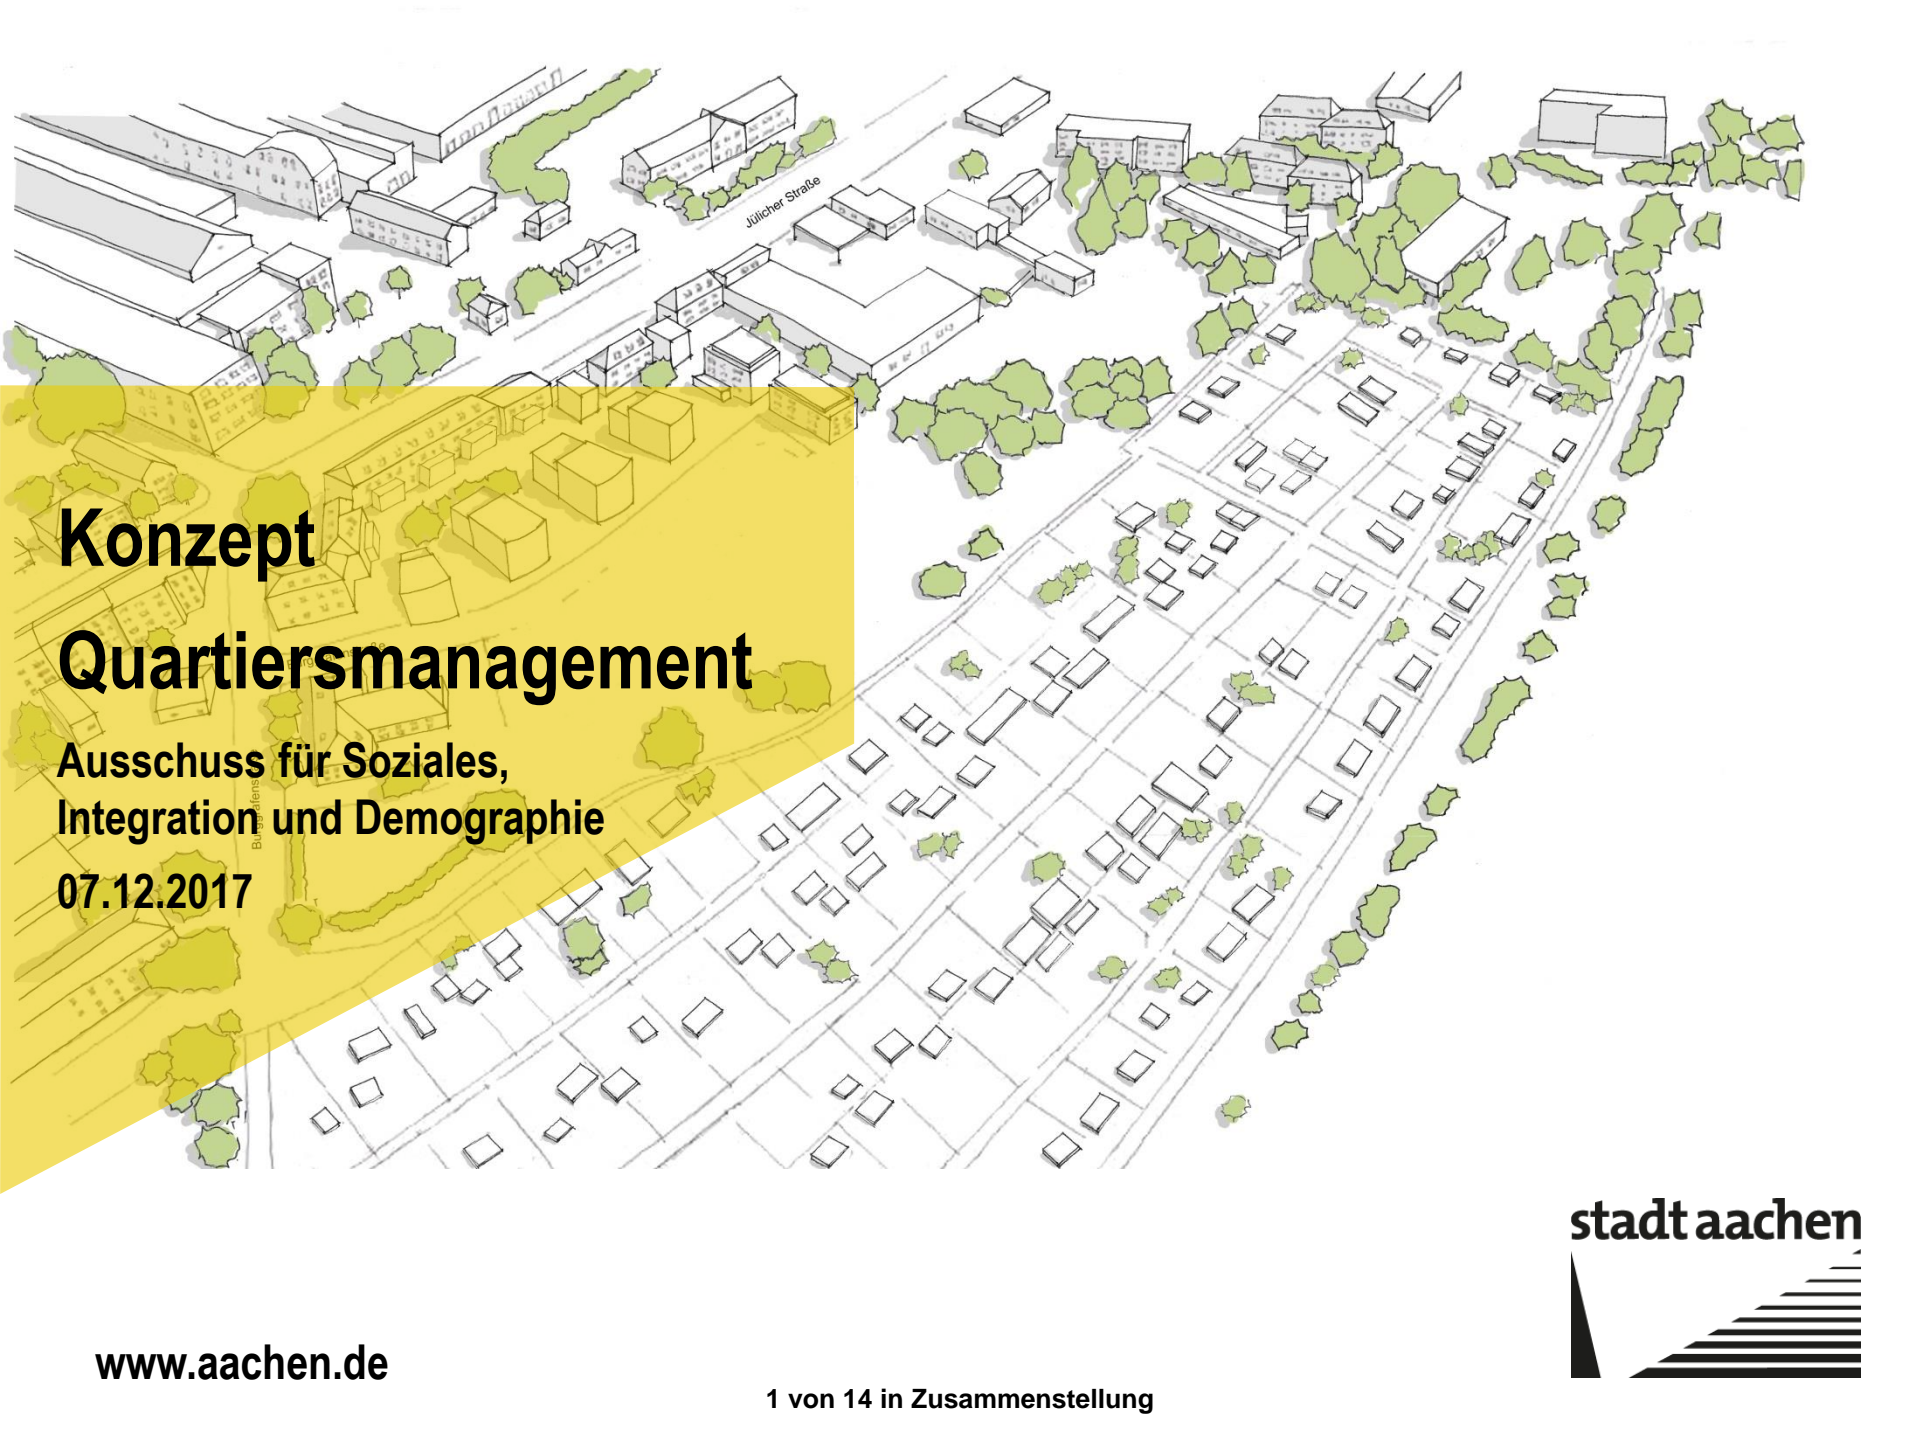 Jülicher Straße
Konzept
Quartiersmanagement
Ausschuss für Soziales,
Integration und Demographie
07.12.2017
stadt aachen
www.aachen.de
1 von 14 in Zusammenstellung